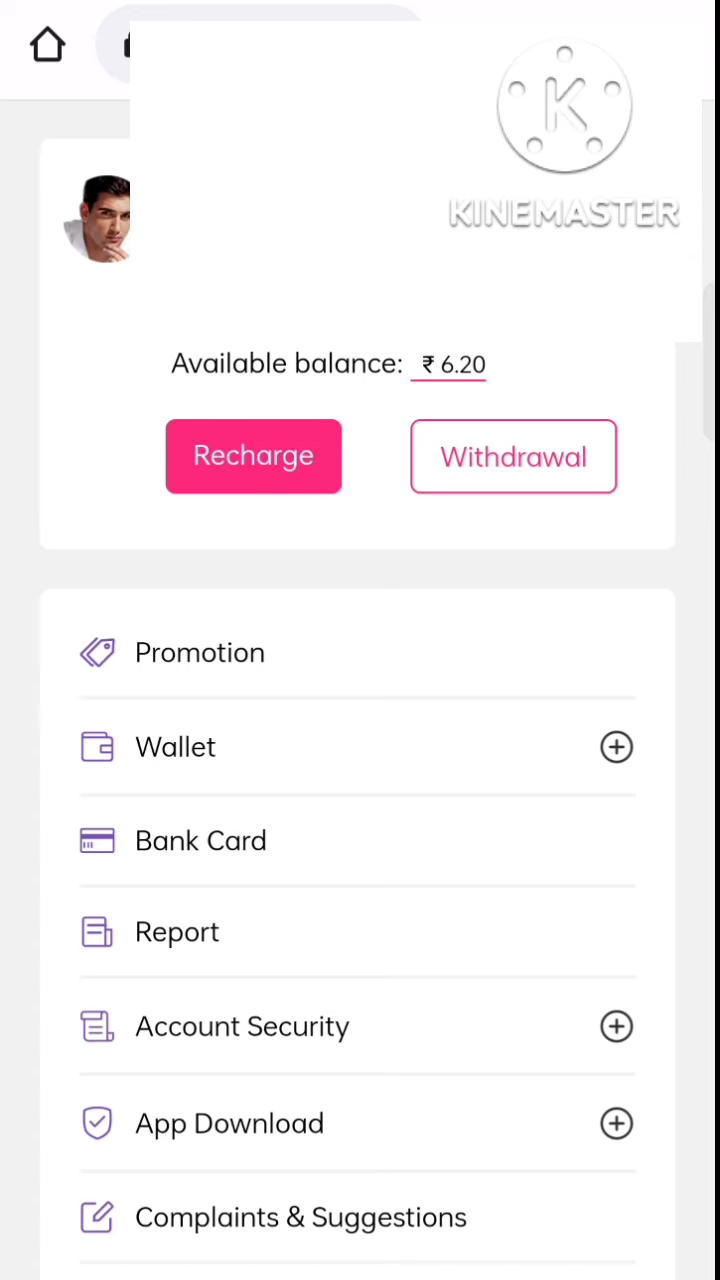 K
KINEMASTER
Available balance: ₹ 6.20
Recharge
Withdrawal
Promotion
Wallet
Bank Card
Report
Account Security
App Download
Complaints & Suggestions